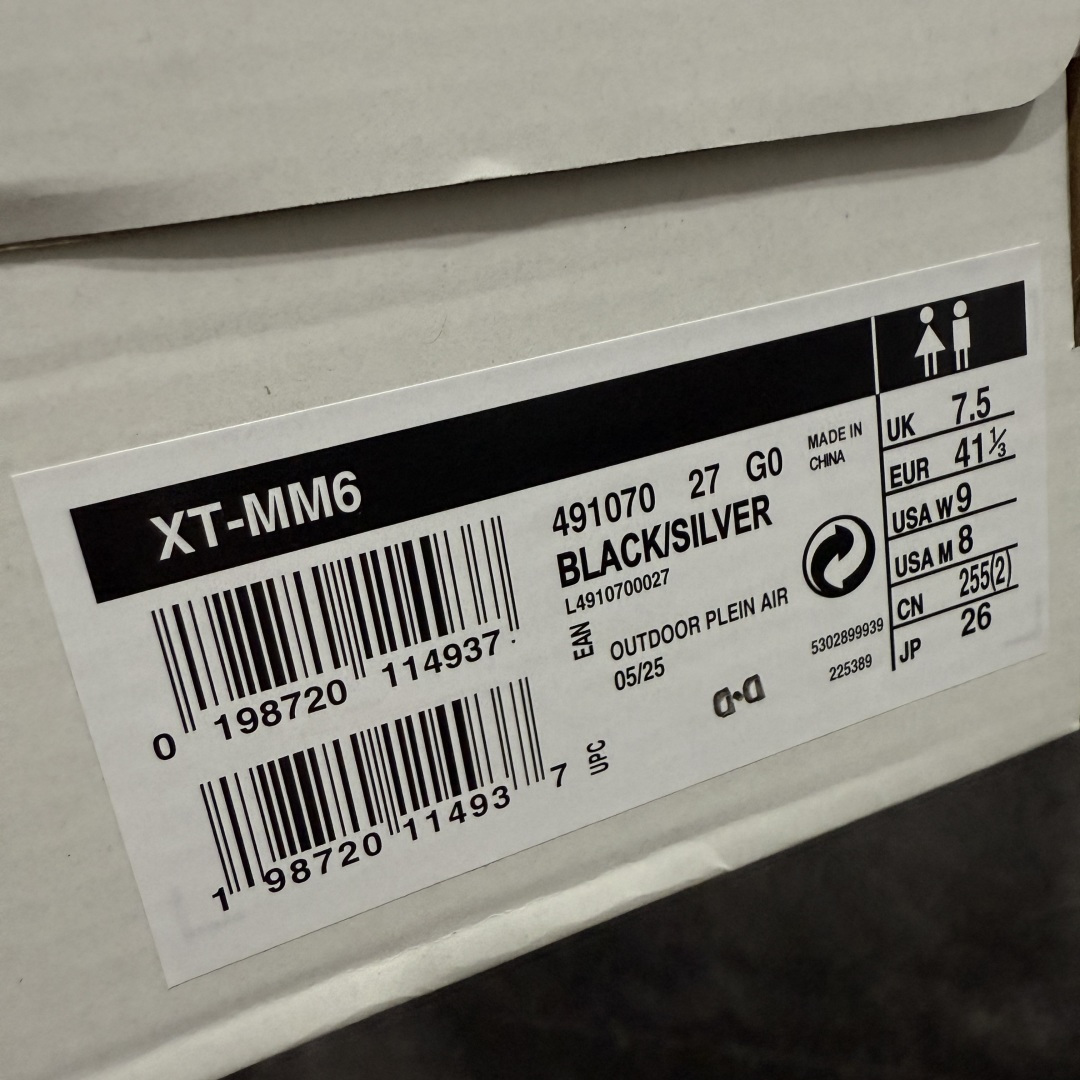 XT-MM6
0 198720 114937
EAN
1 98720 11493 7
UPC
491070 27 G0
BLACK/SILVER
L4910700027
OUTDOOR PLEIN AIR
05/25
MADE IN
CHINA
5302899939
225389
UK 7.5
EUR 41⅓
USA W 9
USA M 8
CN 255(2)
JP 26